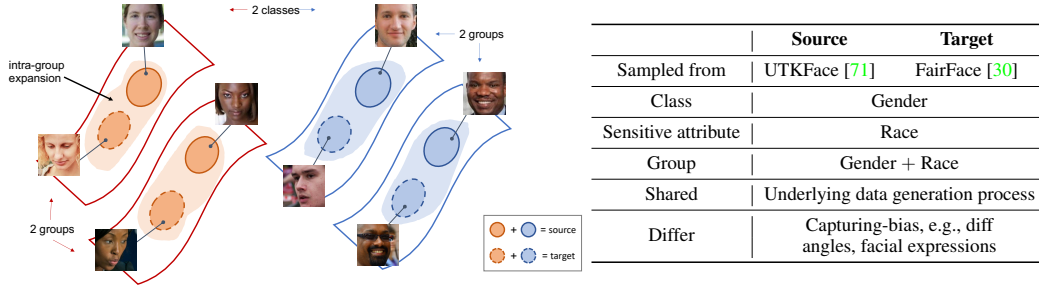 2 classes
2 groups
intra-group
expansion
2 groups
+ = source
+ = target
Source Target
Sampled from UTKFace [71] FairFace [30]
Class Gender
Sensitive attribute Race
Group Gender + Race
Shared Underlying data generation process
Differ Capturing-bias, e.g., diff
angles, facial expressions